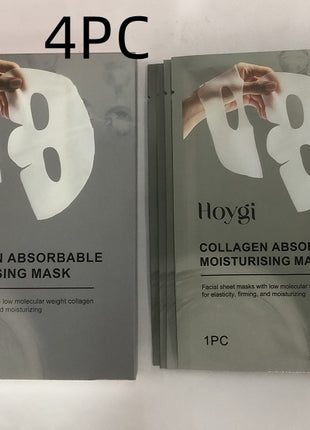 4PC
N ABSORBABLE
SING MASK
low molecular weight collagen
nd moisturizing
Hoygi
COLLAGEN ABSO
MOISTURISING MA
Facial sheet masks with low molecular
for elasticity, firming, and moisturizing
1PC